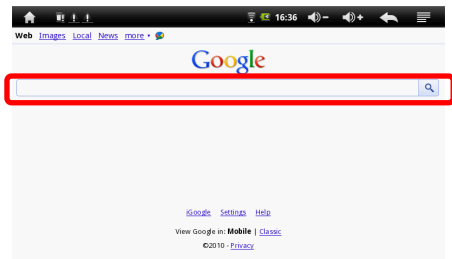 16:36
Web Images Local News more
Google
iGoogle Settings Help
View Google in: Mobile | Classic
©2010 - Privacy